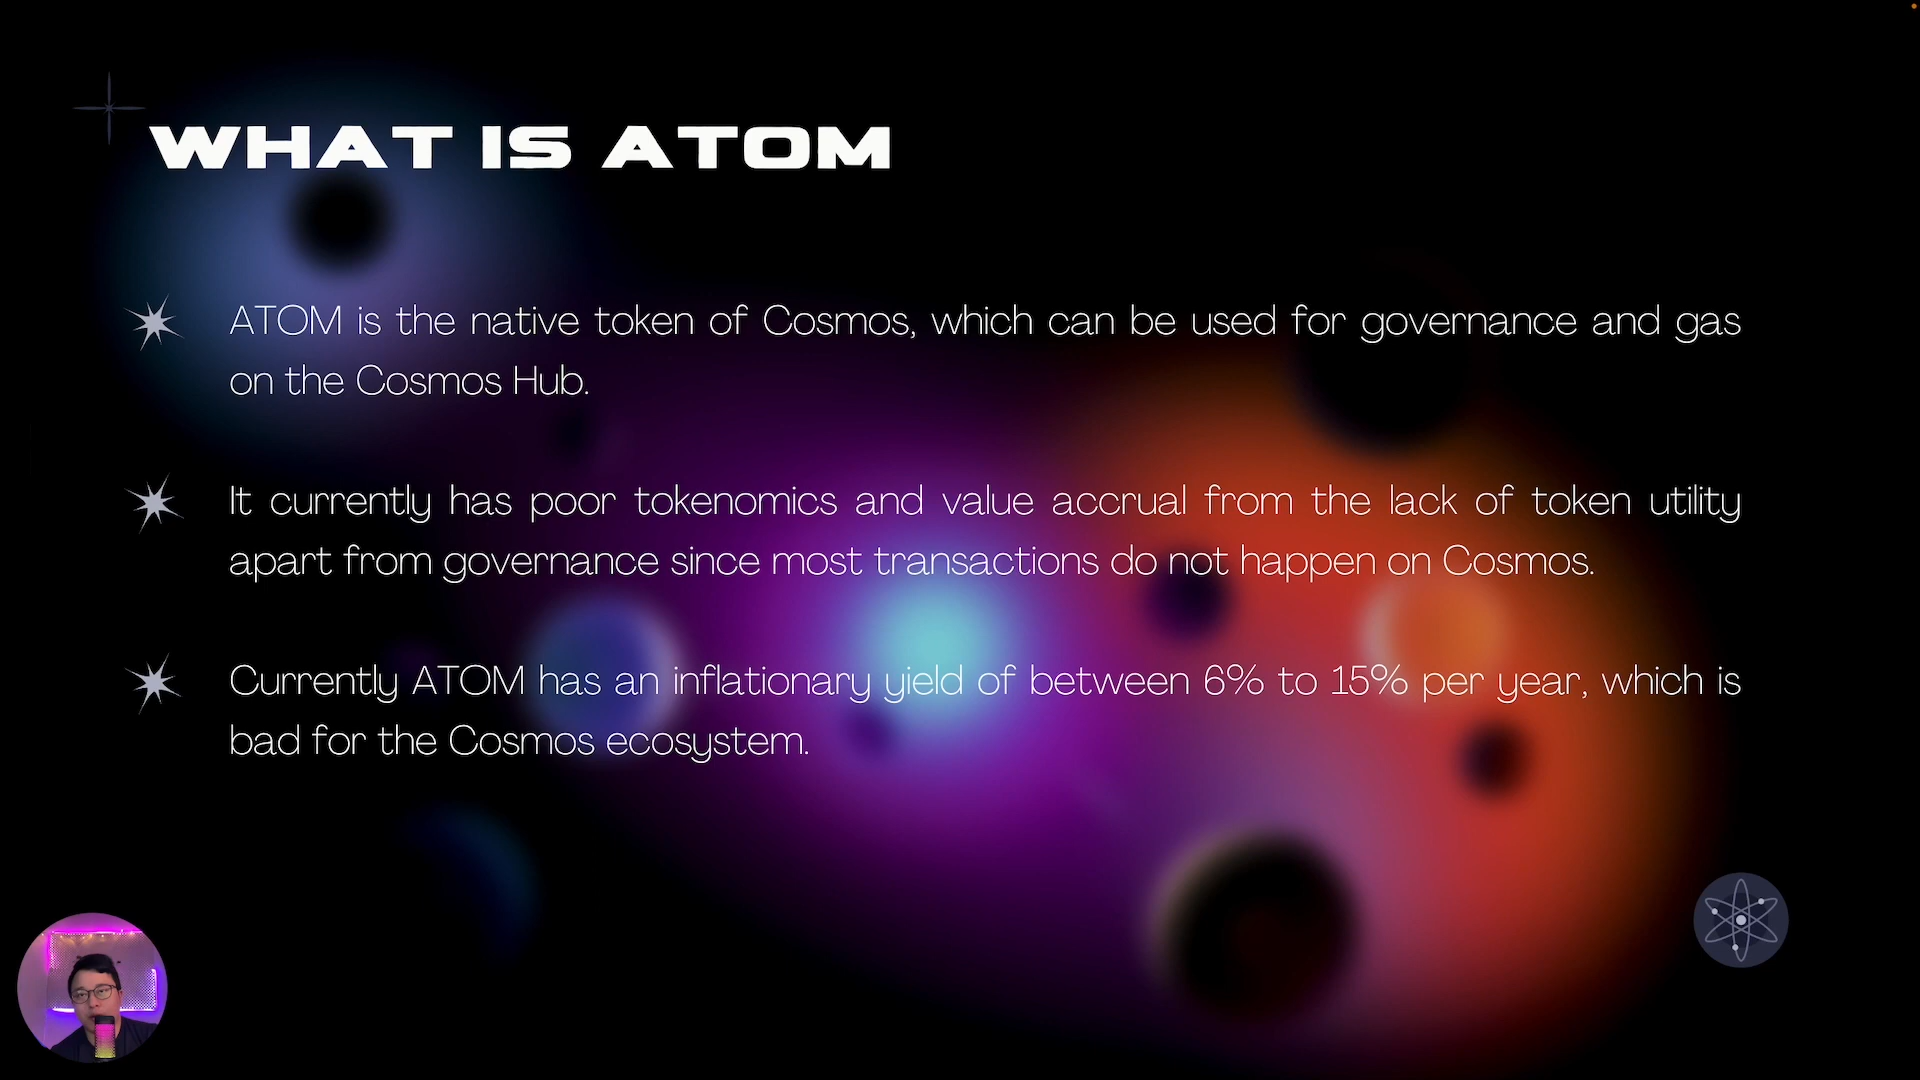 WHAT IS ATOM
ATOM is the native token of Cosmos, which can be used for governance and gas
on the Cosmos Hub.
It currently has poor tokenomics and value accrual from the lack of token utility
apart from governance since most transactions do not happen on Cosmos.
Currently ATOM has an inflationary yield of between 6% to 15% per year, which is
bad for the Cosmos ecosystem.